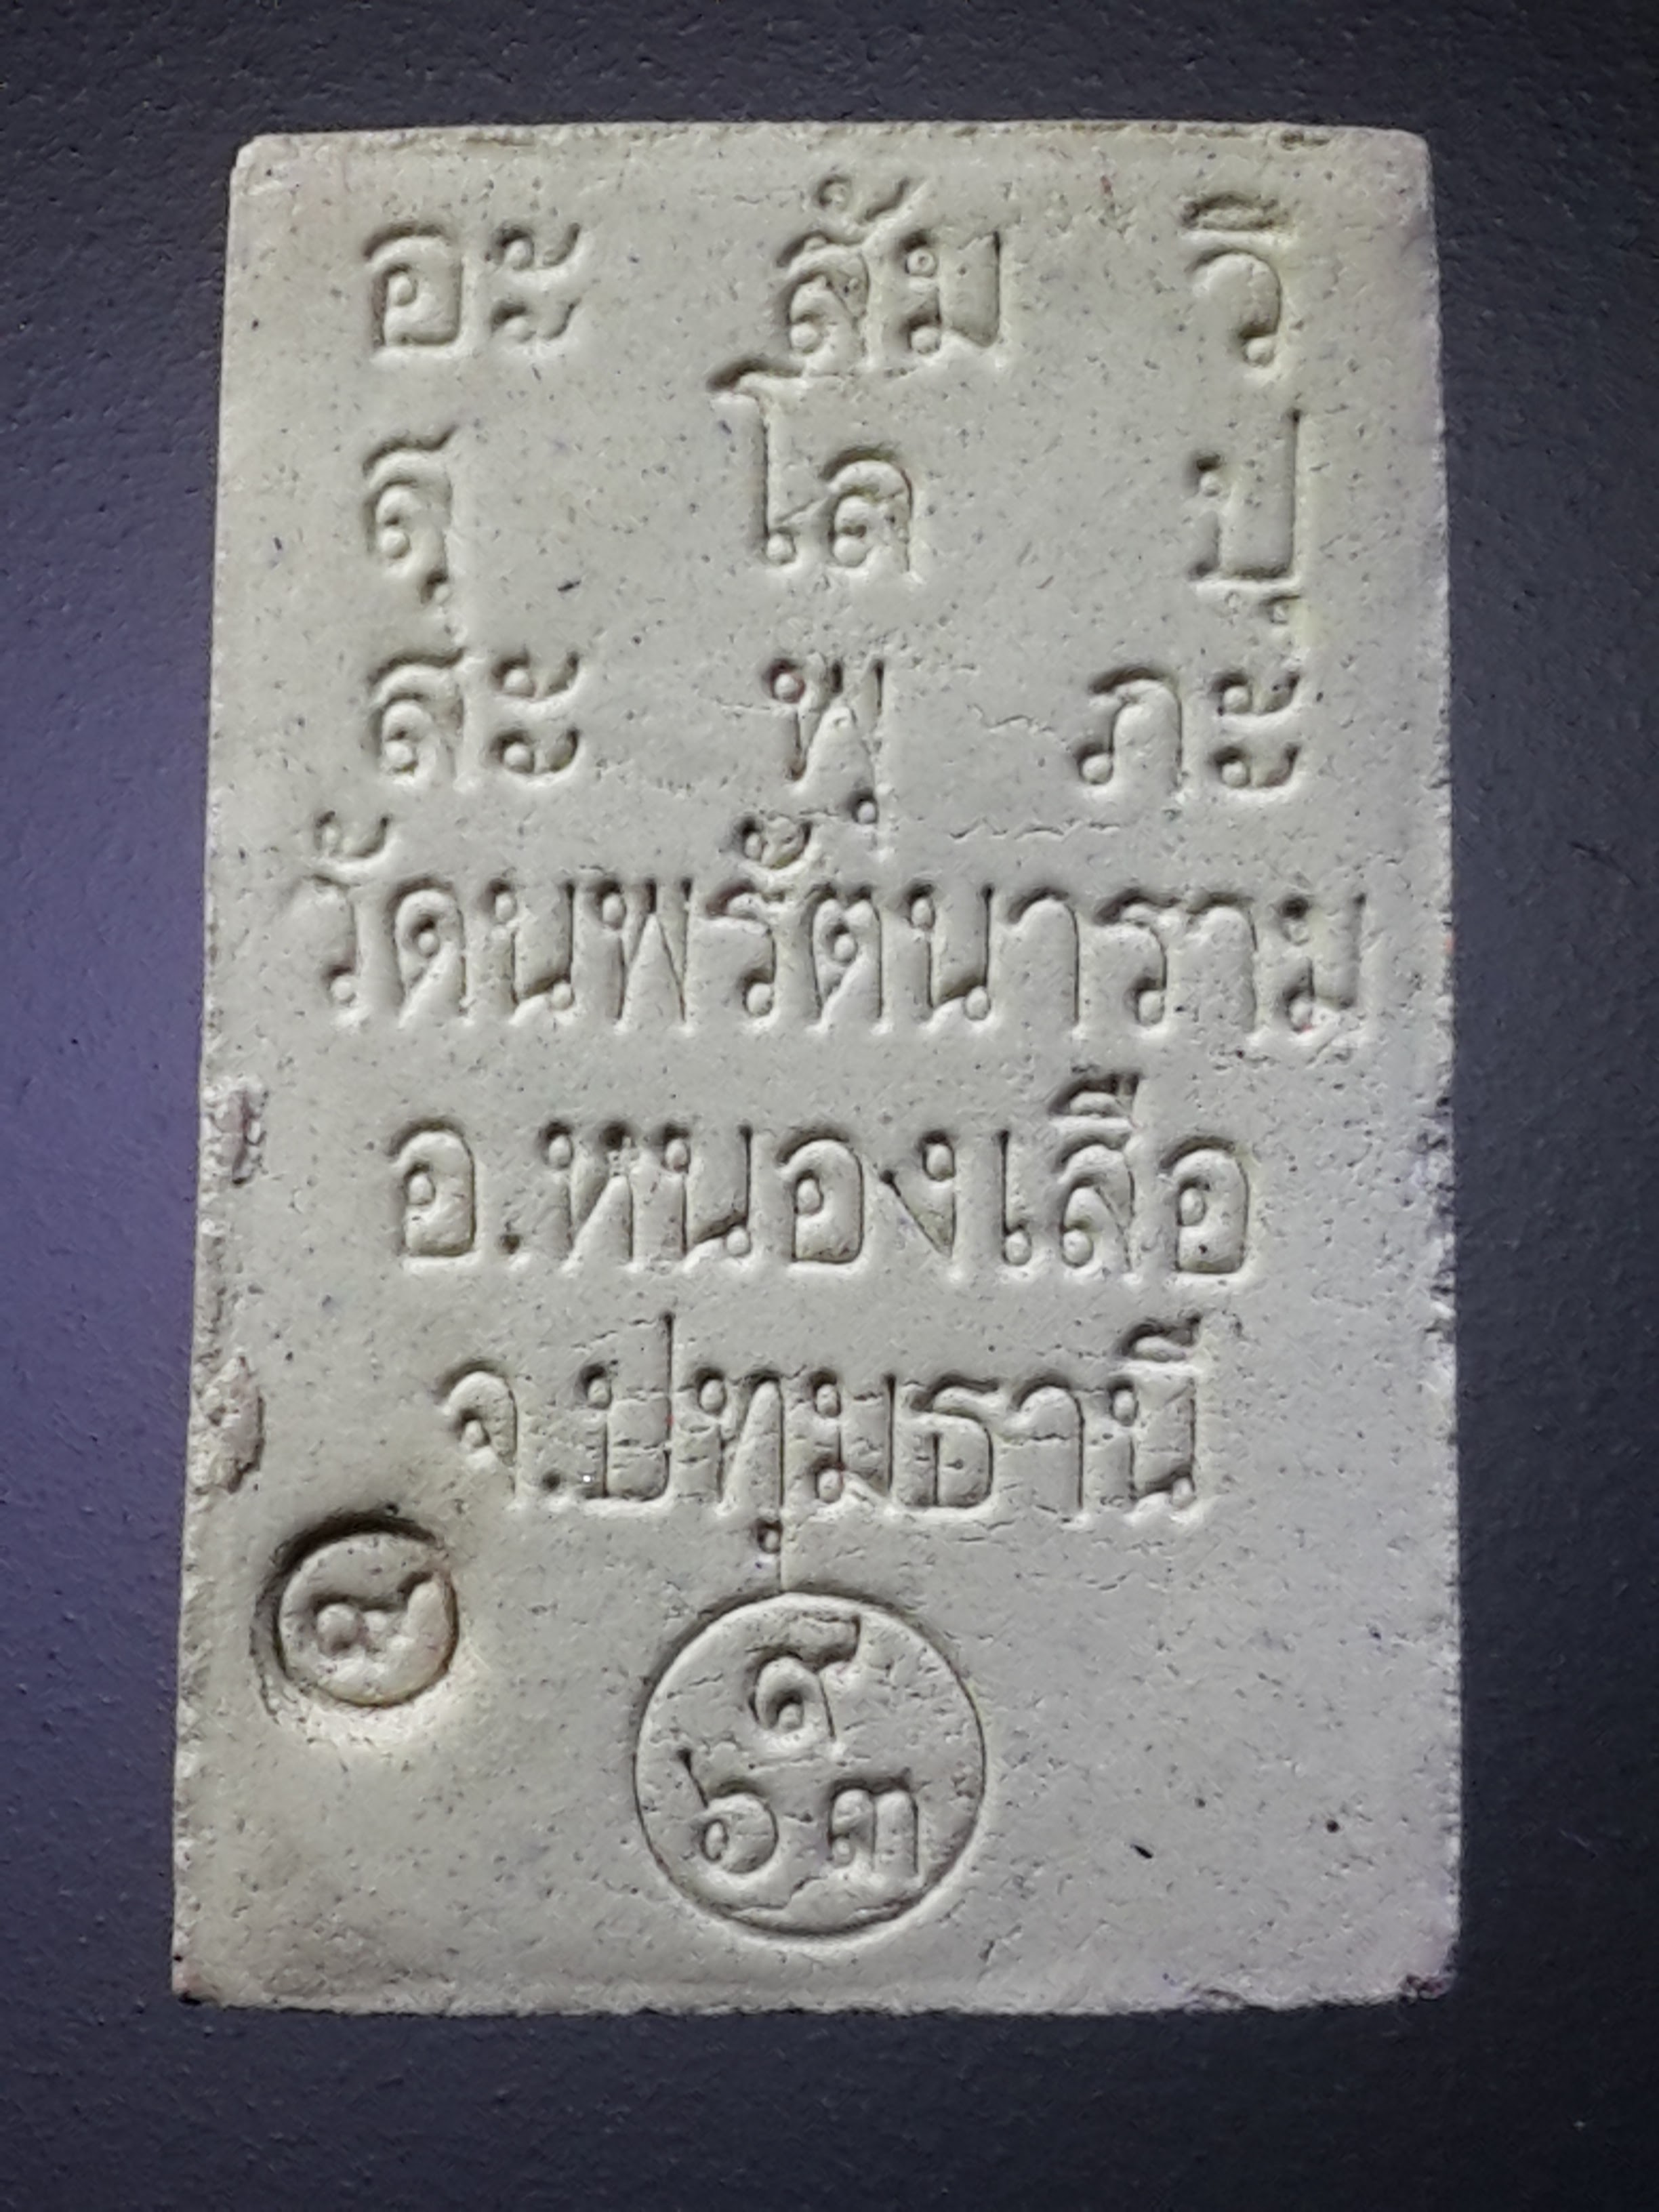 อะ สัม วิ
สุ โล ปุ
สะ พุ ภะ
วัดนพรัตนาราม
อ.หนองเสือ
จ.ปทุมธานี
๙
๖ ๓